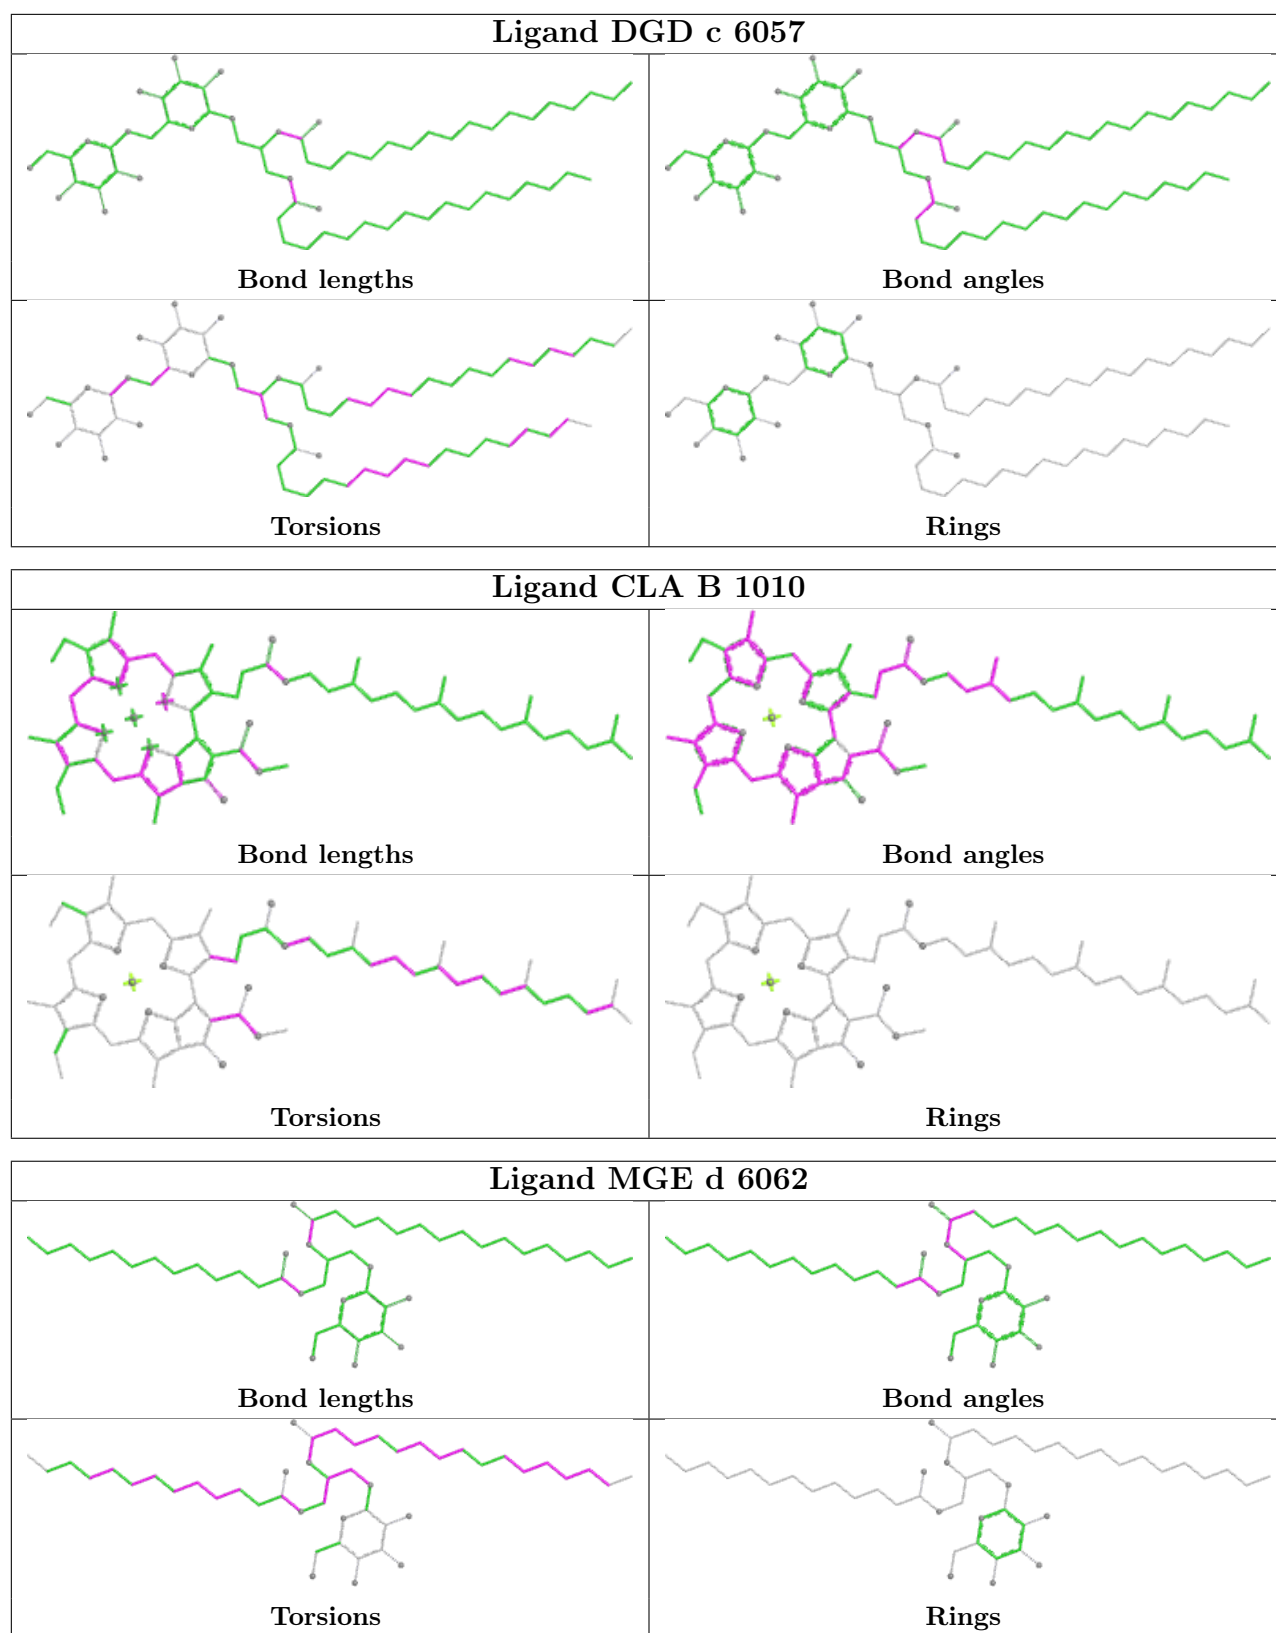 Ligand DGD c 6057
Bond lengths
Bond angles
Torsions
Rings
Ligand CLA B 1010
Bond lengths
Bond angles
Torsions
Rings
Ligand MGE d 6062
Bond lengths
Bond angles
Torsions
Rings